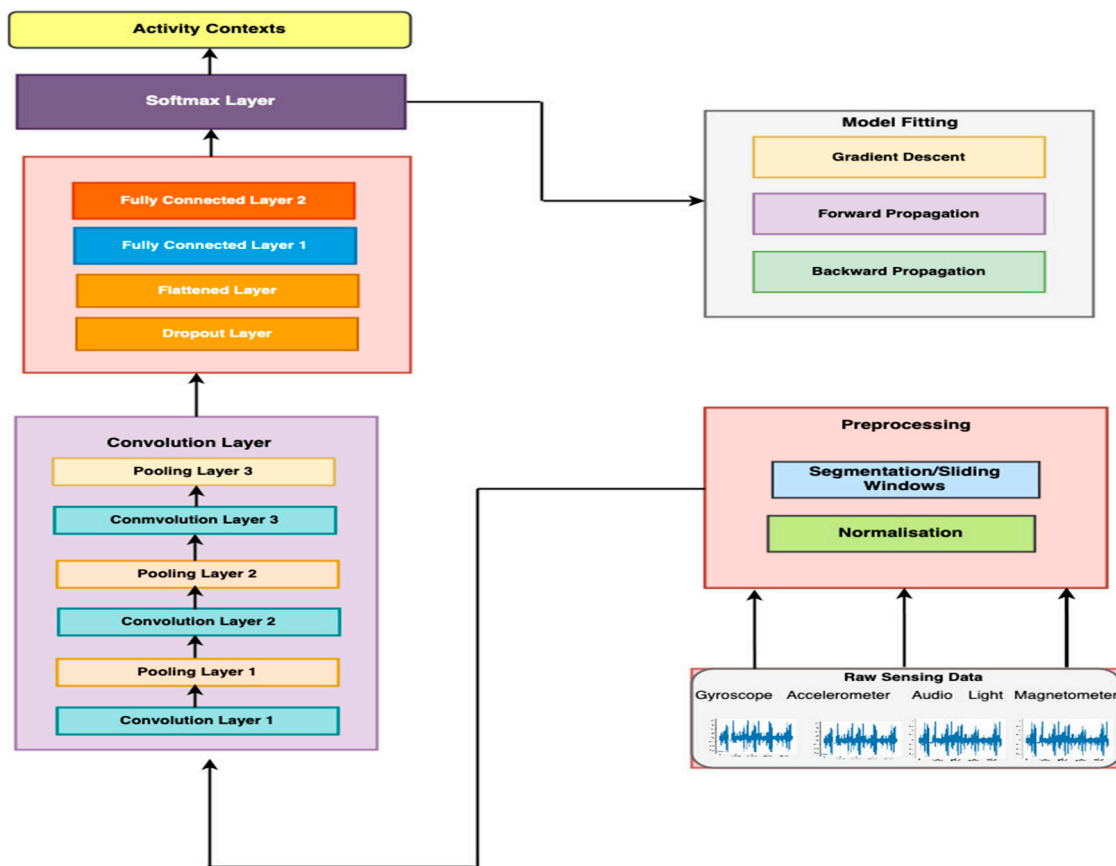 Activity Contexts
Softmax Layer
Fully Connected Layer 2
Fully Connected Layer 1
Flattened Layer
Dropout Layer
Convolution Layer
Pooling Layer 3
Conmvolution Layer 3
Pooling Layer 2
Convolution Layer 2
Pooling Layer 1
Convolution Layer 1
Model Fitting
Gradient Descent
Forward Propagation
Backward Propagation
Preprocessing
Segmentation/Sliding
Windows
Normalisation
Raw Sensing Data
Gyroscope Accelerometer Audio Light Magnetometer